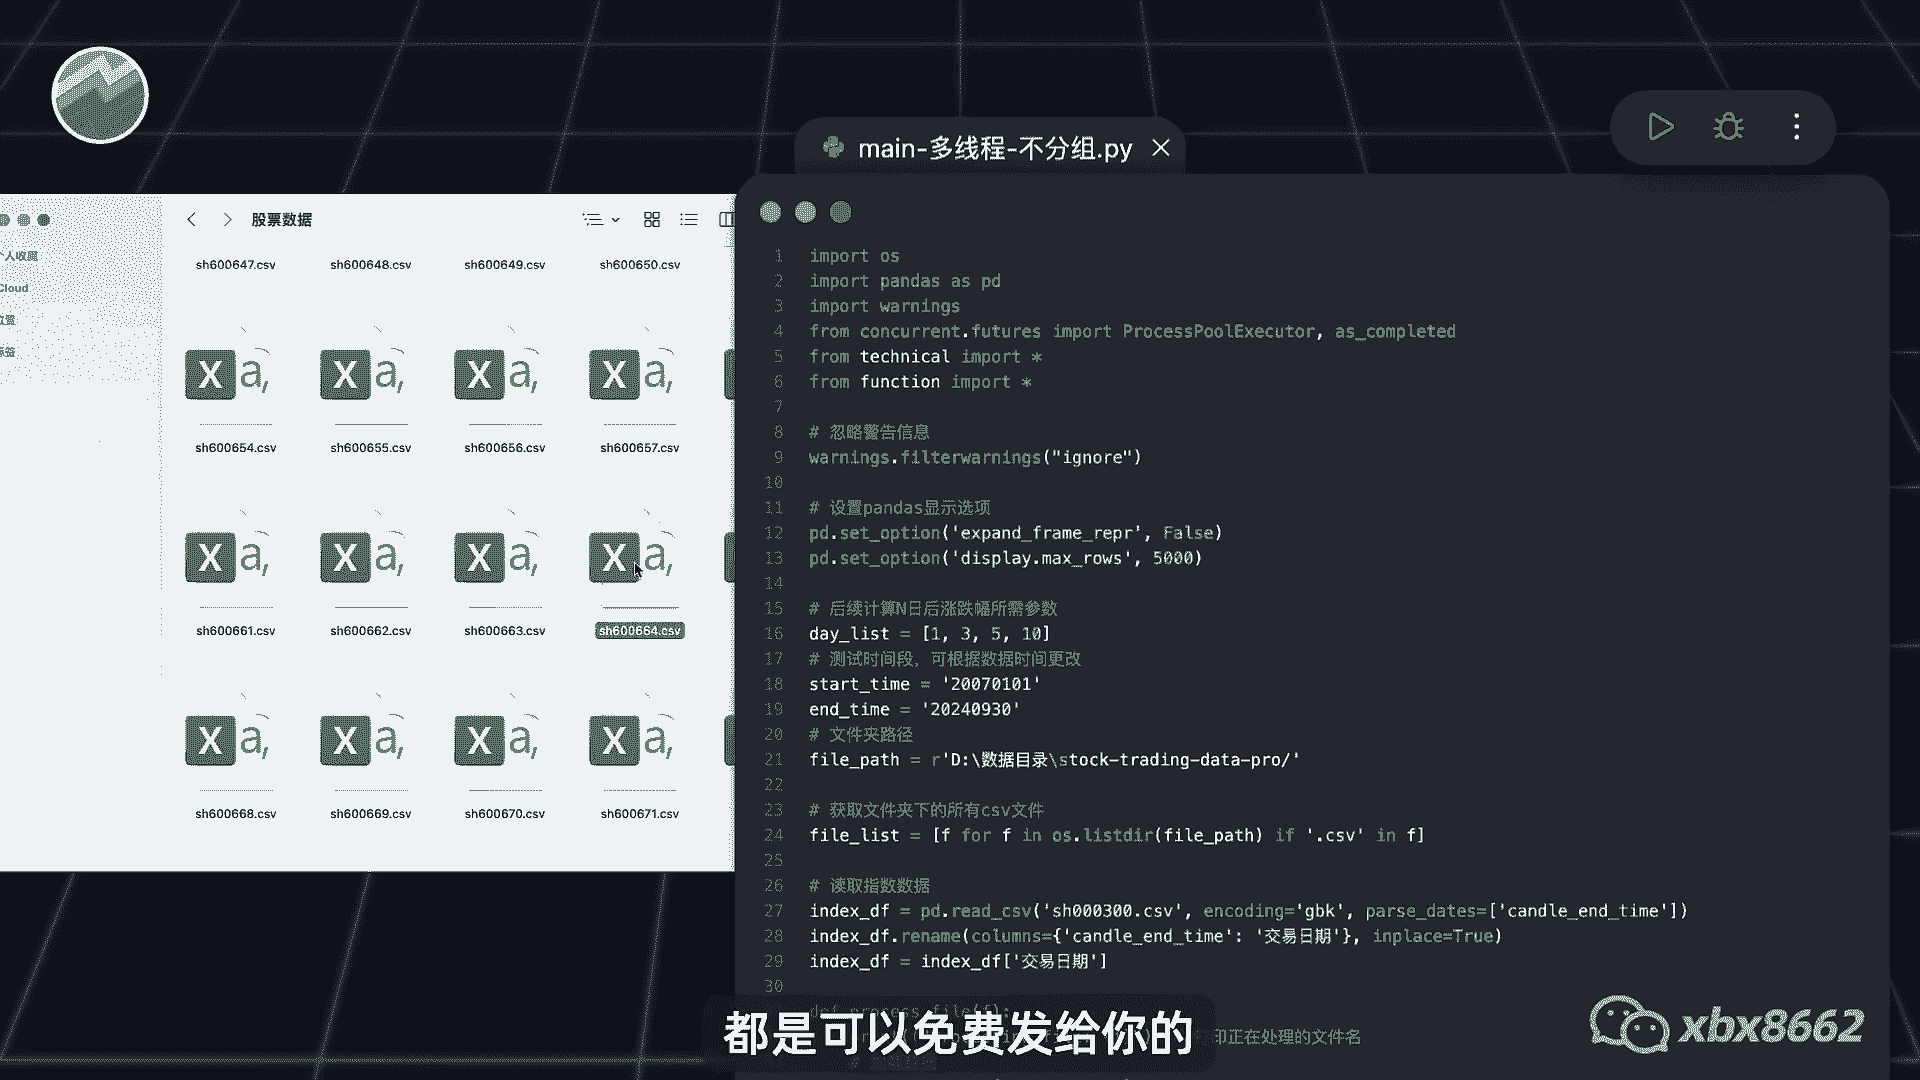 main-多线程-不分组.py
股票数据
个人收藏
Cloud
位置
标签
sh600647.csv sh600648.csv sh600649.csv sh600650.csv
X a, X a, X a, X a,
sh600654.csv sh600655.csv sh600656.csv sh600657.csv
X a, X a, X a, X a,
sh600661.csv sh600662.csv sh600663.csv sh600664.csv
X a, X a, X a, X a,
sh600668.csv sh600669.csv sh600670.csv sh600671.csv
1 import os
2 import pandas as pd
3 import warnings
4 from concurrent.futures import ProcessPoolExecutor, as_completed
5 from technical import *
6 from function import *
7
8 # 忽略警告信息
9 warnings.filterwarnings("ignore")
10
11 # 设置pandas显示选项
12 pd.set_option('expand_frame_repr', False)
13 pd.set_option('display.max_rows', 5000)
14
15 # 后续计算N日后涨跌幅所需参数
16 day_list = [1, 3, 5, 10]
17 # 测试时间段，可根据数据时间更改
18 start_time = '20070101'
19 end_time = '20240930'
20 # 文件夹路径
21 file_path = r'D:\数据目录\stock-trading-data-pro/'
22
23 # 获取文件夹下的所有csv文件
24 file_list = [f for f in os.listdir(file_path) if '.csv' in f]
25
26 # 读取指数数据
27 index_df = pd.read_csv('sh000300.csv', encoding='gbk', parse_dates=['candle_end_time'])
28 index_df.rename(columns={'candle_end_time': '交易日期'}, inplace=True)
29 index_df = index_df['交易日期']
30
def process_file(f):
印正在处理的文件名
都是可以免费发给你的
xbx8662